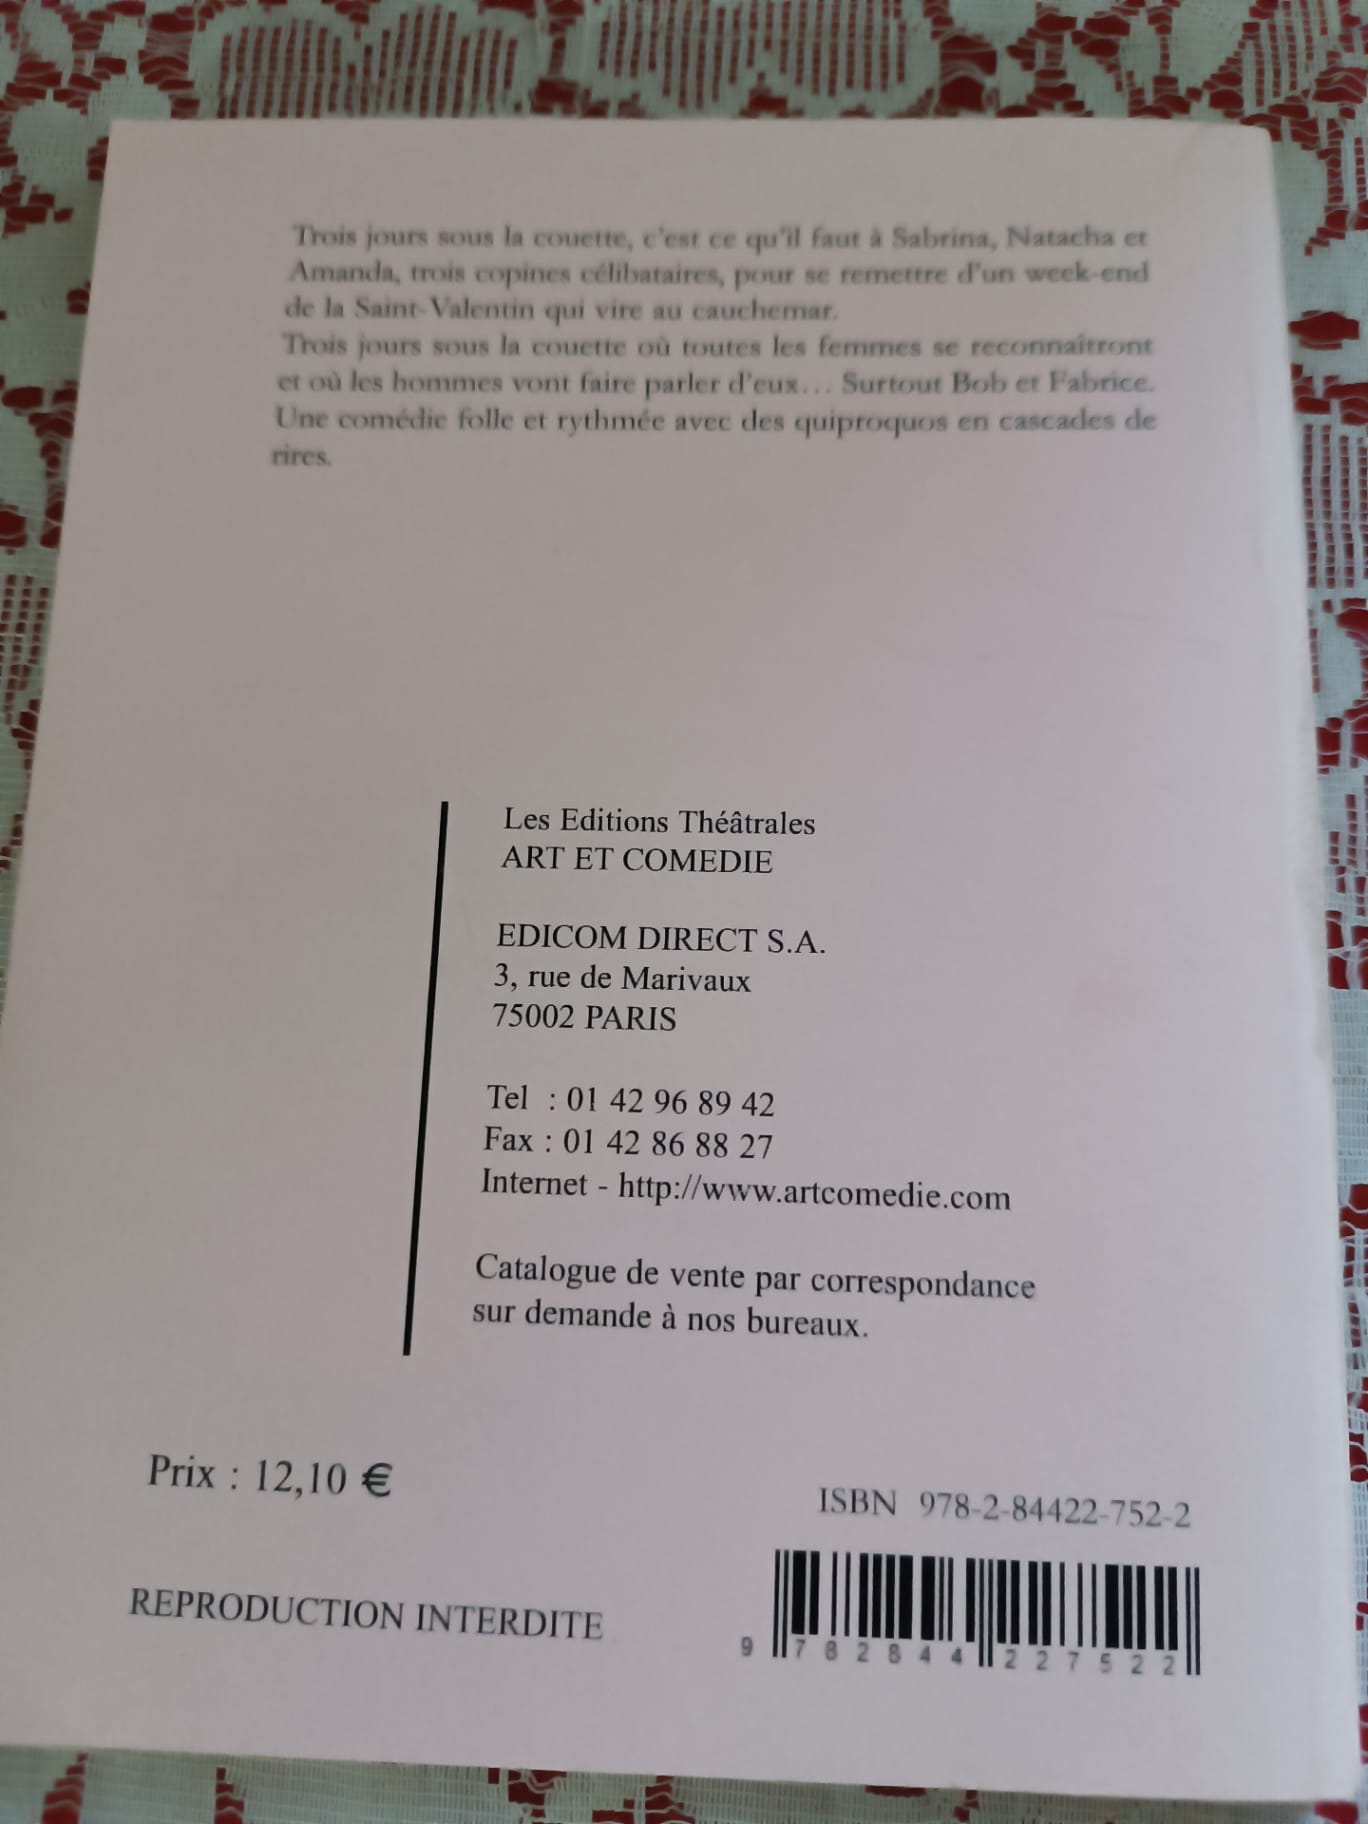 Trois jours sous la couette, c'est ce qu'il faut à Sabrina, Natacha et
Amanda, trois copines célibataires, pour se remettre d'un week-end
de la Saint-Valentin qui vire au cauchemar.
Trois jours sous la couette où toutes les femmes se reconnaîtront
et où les hommes vont faire parler d'eux... Surtout Bob et Fabrice.
Une comédie folle et rythmée avec des quiproquos en cascades de
rires.
Les Editions Théâtrales
ART ET COMEDIE
EDICOM DIRECT S.A.
3, rue de Marivaux
75002 PARIS
Tel : 01 42 96 89 42
Fax : 01 42 86 88 27
Internet - http://www.artcomedie.com
Catalogue de vente par correspondance
sur demande à nos bureaux.
Prix : 12,10 €
ISBN 978-2-84422-752-2
REPRODUCTION INTERDITE
9 782844 227522